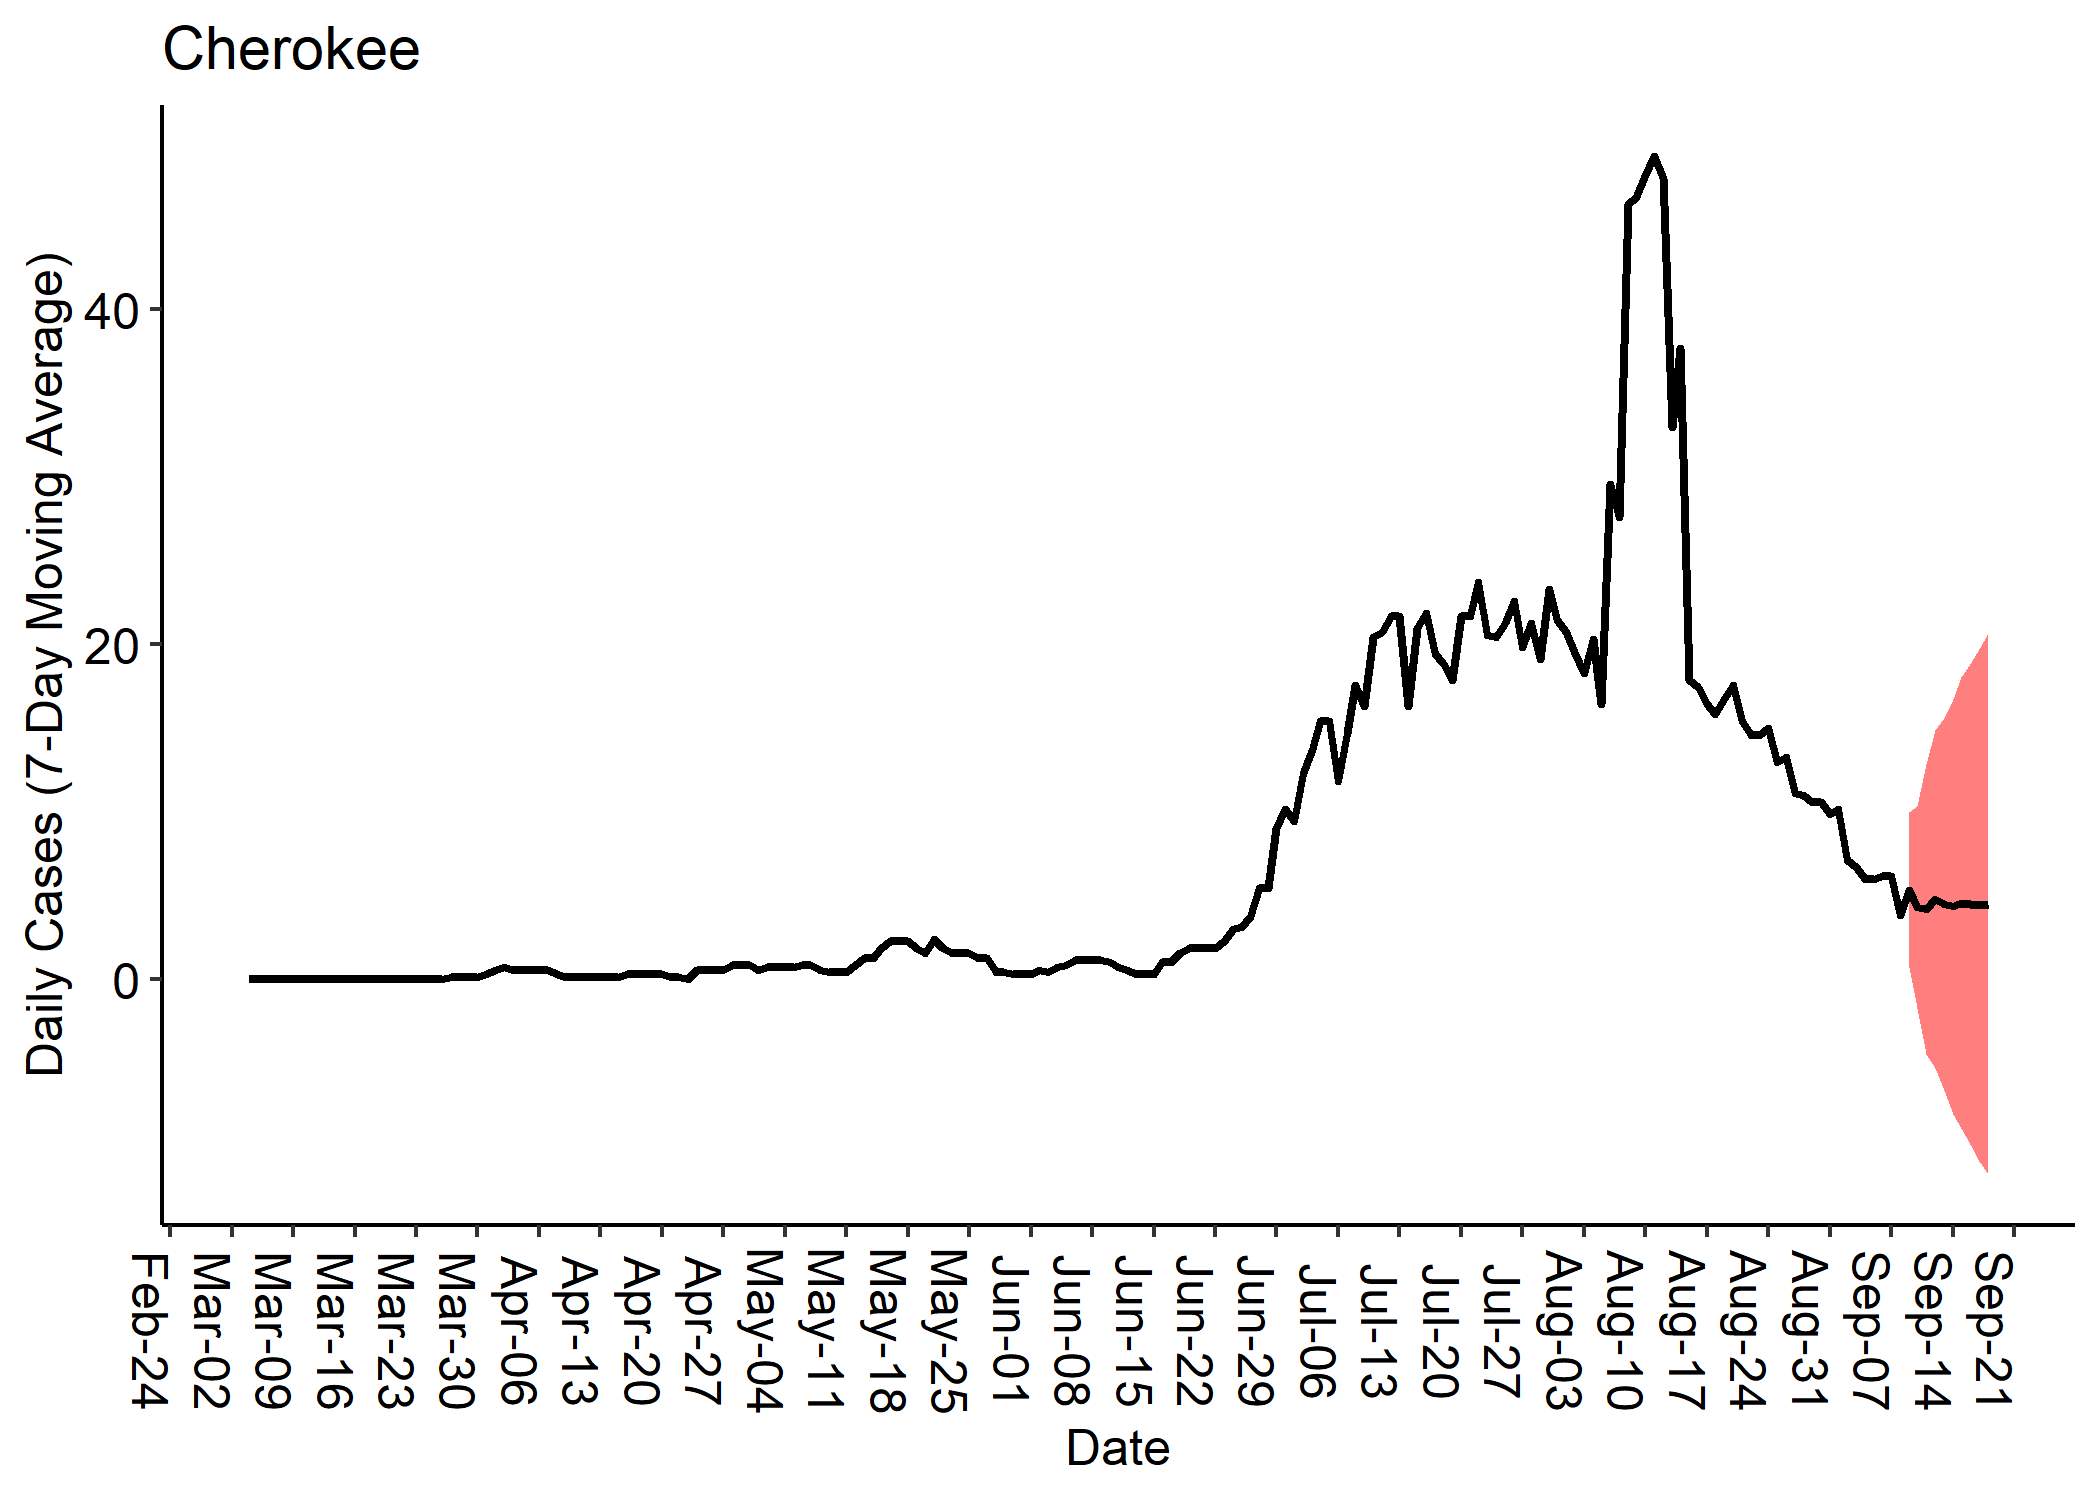 Cherokee
Daily Cases (7-Day Moving Average)
40
20
0
Feb-24
Mar-02
Mar-09
Mar-16
Mar-23
Mar-30
Apr-06
Apr-13
Apr-20
Apr-27
May-04
May-11
May-18
May-25
Jun-01
Jun-08
Jun-15
Jun-22
Jun-29
Jul-06
Jul-13
Jul-20
Jul-27
Aug-03
Aug-10
Aug-17
Aug-24
Aug-31
Sep-07
Sep-14
Sep-21
Date